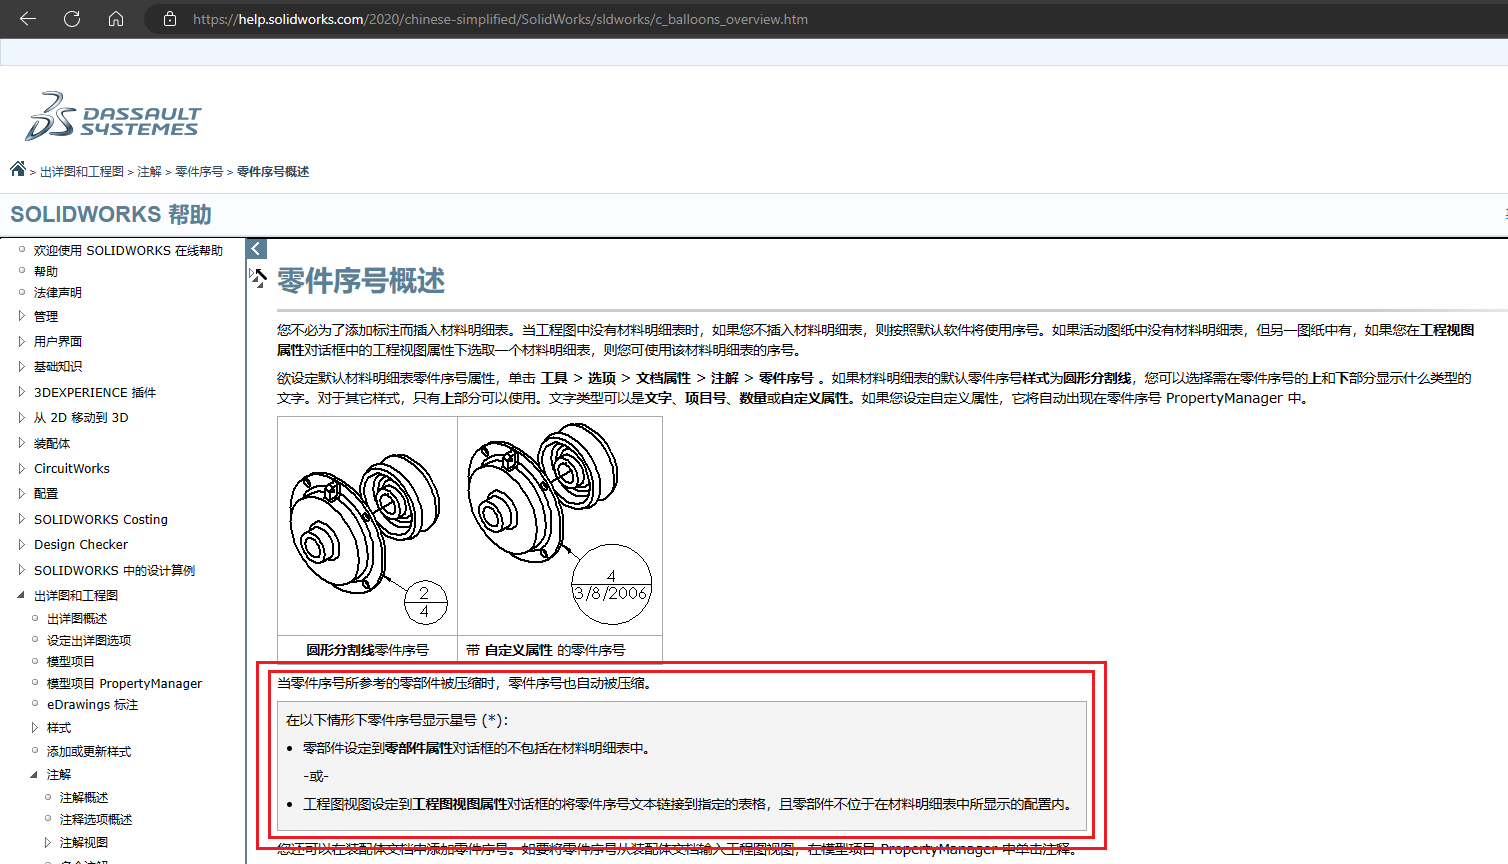 https://help.solidworks.com/2020/chinese-simplified/SolidWorks/sldworks/c_balloons_overview.htm
DASSAULT
SYSTEMES
> 出详图和工程图 > 注解 > 零件序号 > 零件序号概述
SOLIDWORKS 帮助
欢迎使用 SOLIDWORKS 在线帮助
帮助
法律声明
管理
用户界面
基础知识
3DEXPERIENCE 插件
从 2D 移动到 3D
装配体
CircuitWorks
配置
SOLIDWORKS Costing
Design Checker
SOLIDWORKS 中的设计算例
出详图和工程图
出详图概述
设定出详图选项
模型项目
模型项目 PropertyManager
eDrawings 标注
样式
添加或更新样式
注解
注解概述
注释选项概述
注解视图
零件序号概述
您不必为了添加标注而插入材料明细表。当工程图中没有材料明细表时，如果您不插入材料明细表，则按照默认软件将使用序号。如果活动图纸中没有材料明细表，但另一图纸中有，如果您在工程视图
属性对话框中的工程视图属性下选取一个材料明细表，则您可使用该材料明细表的序号。
欲设定默认材料明细表零件序号属性，单击 工具 > 选项 > 文档属性 > 注解 > 零件序号 。如果材料明细表的默认零件序号样式为圆形分割线，您可以选择需在零件序号的上和下部分显示什么类型的
文字。对于其它样式，只有上部分可以使用。文字类型可以是文字、项目号、数量或自定义属性。如果您设定自定义属性，它将自动出现在零件序号 PropertyManager 中。
2
4
4
3/8/2006
圆形分割线零件序号
带 自定义属性 的零件序号
当零件序号所参考的零部件被压缩时，零件序号也自动被压缩。
在以下情形下零件序号显示星号 (*)：
• 零部件设定到零部件属性对话框的不包括在材料明细表中。
-或-
• 工程图视图设定到工程图视图属性对话框的将零件序号文本链接到指定的表格，且零部件不位于在材料明细表中所显示的配置内。
您还可以在装配体文档中添加零件序号。如要将零件序号从装配体文档输入工程图视图，在模型项目 PropertyManager 中单击注释。